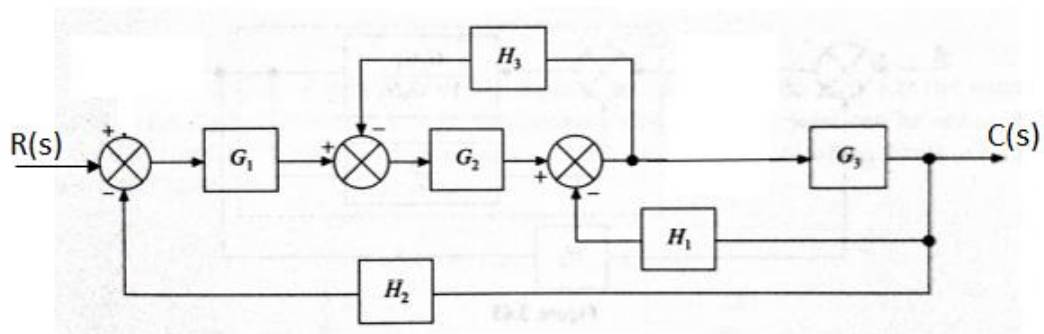 H₃
R(s)
+
−
G₁
+
−
G₂
+
−
G₃
C(s)
H₁
H₂